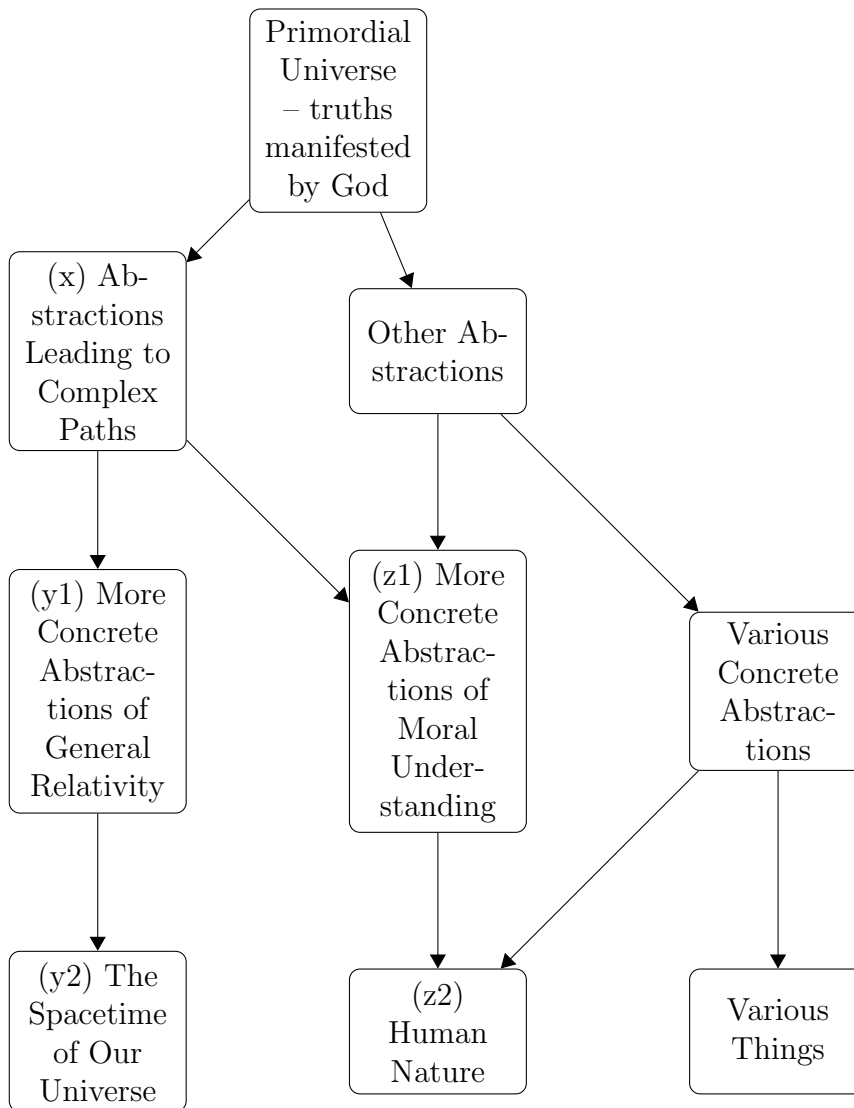 Primordial
Universe
– truths
manifested
by God
(x) Ab-
stractions
Leading to
Complex
Paths
Other Ab-
stractions
(y1) More
Concrete
Abstrac-
tions of
General
Relativity
(z1) More
Concrete
Abstrac-
tions of
Moral
Under-
standing
Various
Concrete
Abstrac-
tions
(y2) The
Spacetime
of Our
Universe
(z2)
Human
Nature
Various
Things